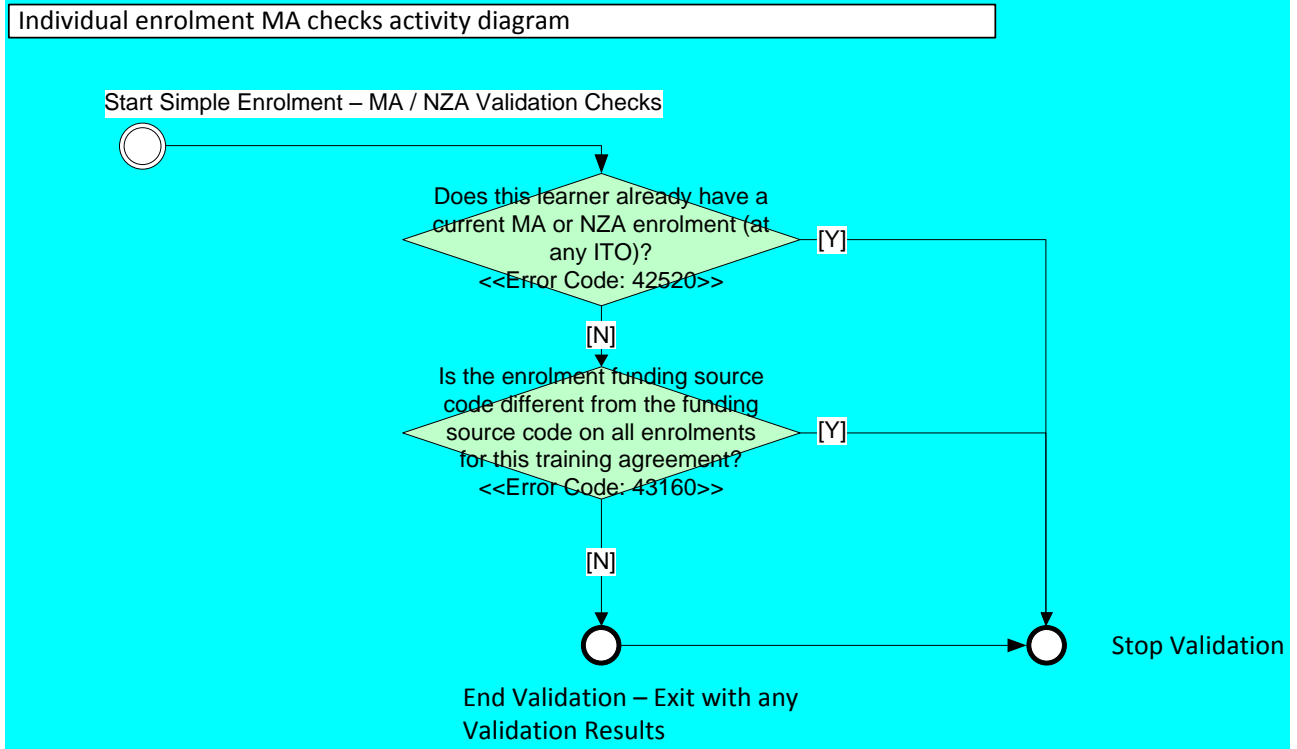 Individual enrolment MA checks activity diagram
Start Simple Enrolment – MA / NZA Validation Checks
Does this learner already have a
current MA or NZA enrolment (at
any ITO)?
<<Error Code: 42520>>
[Y]
[N]
Is the enrolment funding source
code different from the funding
source code on all enrolments
for this training agreement?
<<Error Code: 43160>>
[Y]
[N]
Stop Validation
End Validation – Exit with any
Validation Results